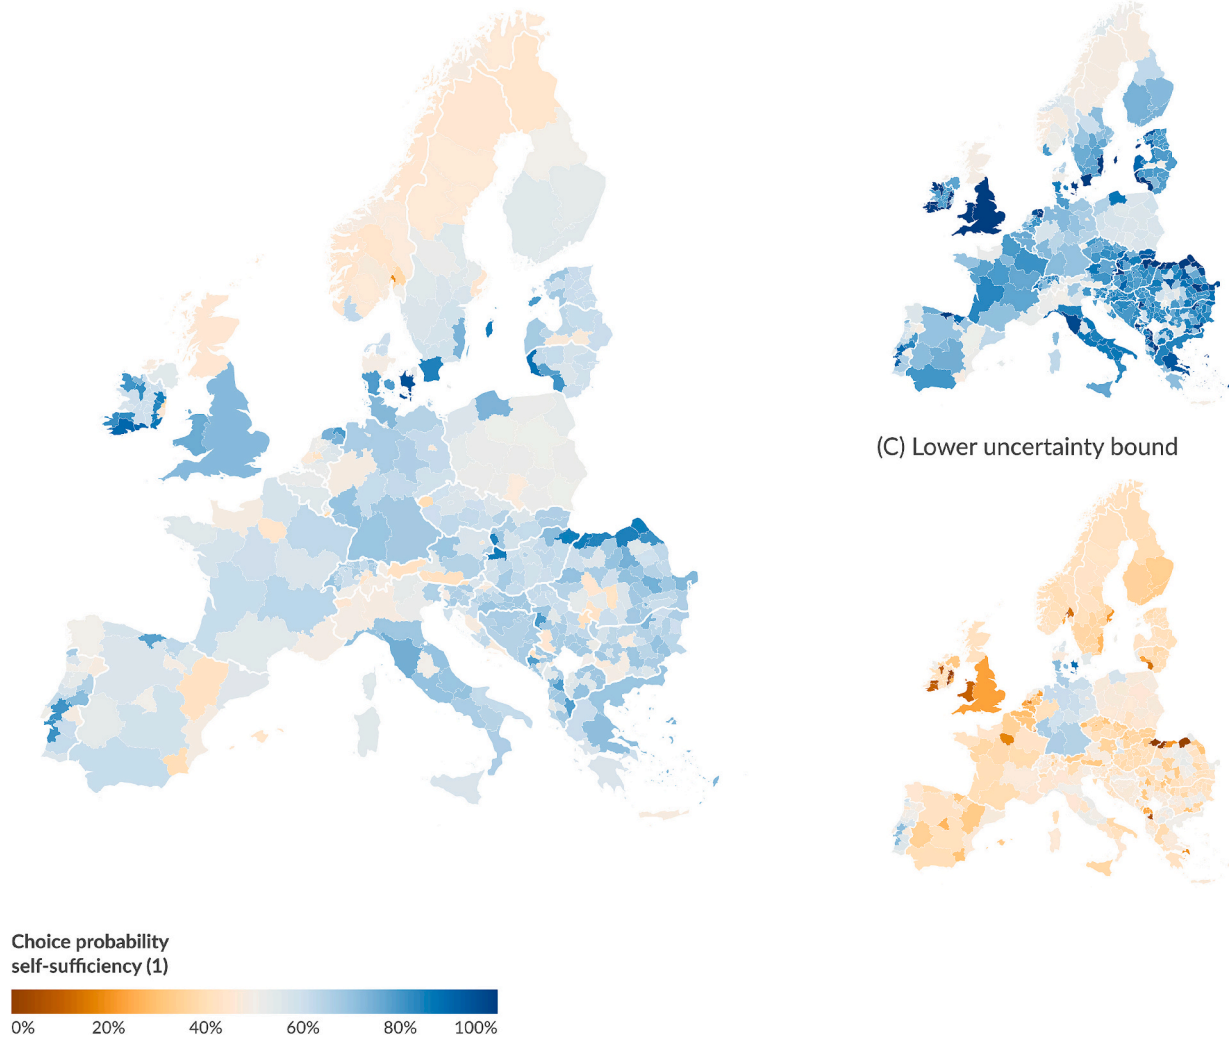 (C) Lower uncertainty bound
Choice probability
self-sufficiency (1)
0% 20% 40% 60% 80% 100%